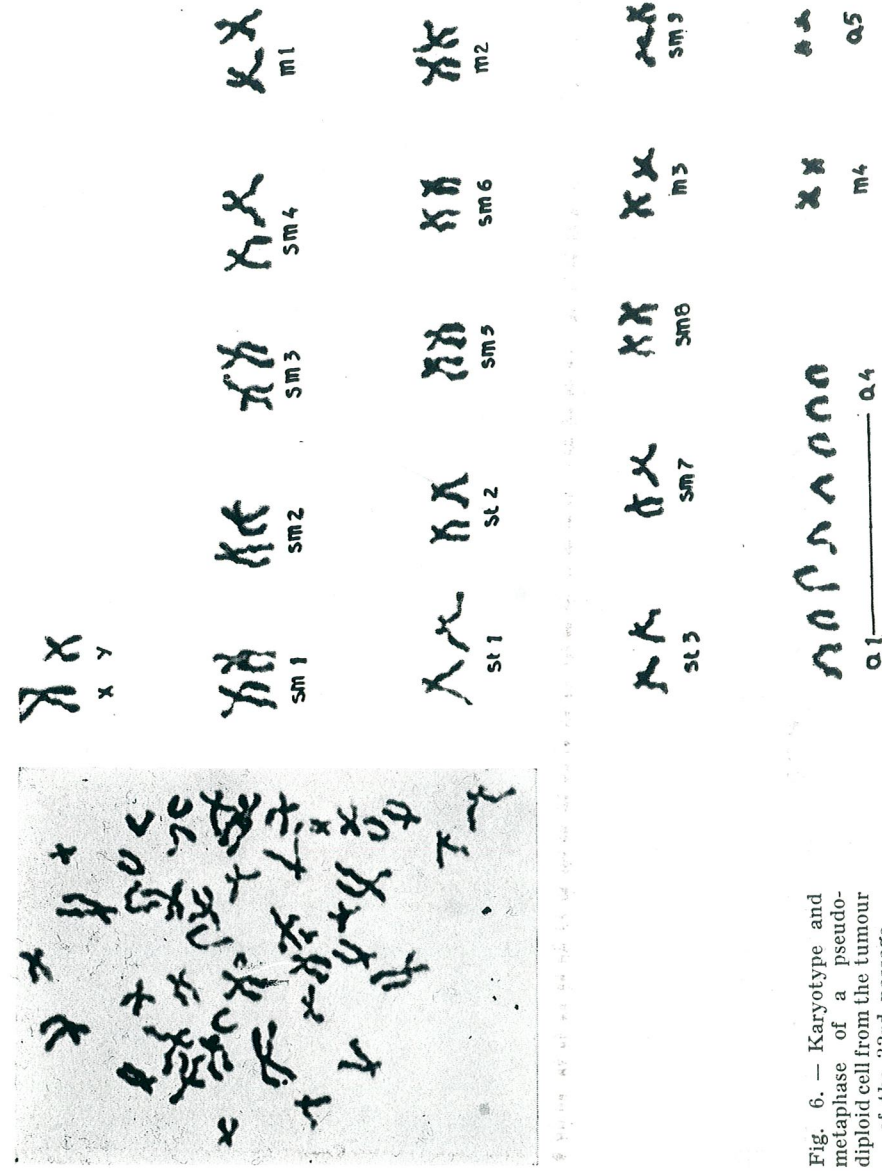 x y
sm1 sm2 sm3 sm4 m1
st1 st2 sm5 sm6 m2
st3 sm7 sm8 m3 sm9
a1 a4 m4 a5
Fig. 6. — Karyotype and
metaphase of a pseudo-
diploid cell from the tumour